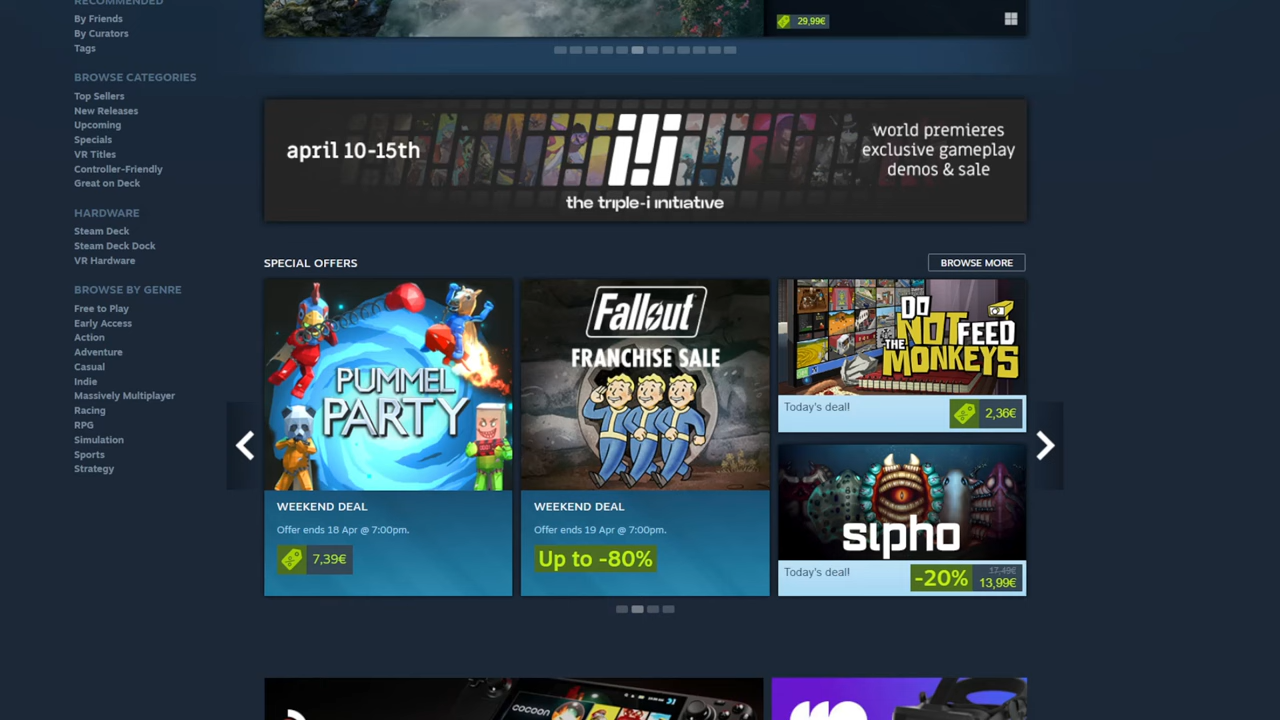 RECOMMENDED
By Friends
By Curators
Tags
BROWSE CATEGORIES
Top Sellers
New Releases
Upcoming
Specials
VR Titles
Controller-Friendly
Great on Deck
HARDWARE
Steam Deck
Steam Deck Dock
VR Hardware
BROWSE BY GENRE
Free to Play
Early Access
Action
Adventure
Casual
Indie
Massively Multiplayer
Racing
RPG
Simulation
Sports
Strategy
29,99€
april 10-15th
the triple-i initiative
world premieres
exclusive gameplay
demos & sale
SPECIAL OFFERS
BROWSE MORE
PUMMEL
PARTY
WEEKEND DEAL
Offer ends 18 Apr @ 7:00pm.
7,39€
Fallout
FRANCHISE SALE
WEEKEND DEAL
Offer ends 19 Apr @ 7:00pm.
Up to -80%
DO
NOT FEED
THE MONKEYS
Today's deal!
2,36€
sipho
Today's deal!
-20%
17,49€
13,99€
COCOON